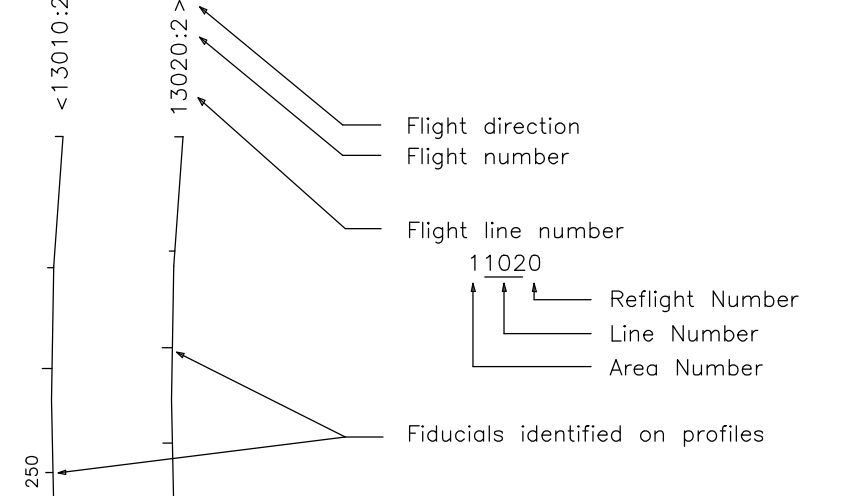 <13010:2
13020:2 >
Flight direction
Flight number
Flight line number
11020
Reflight Number
Line Number
Area Number
Fiducials identified on profiles
250